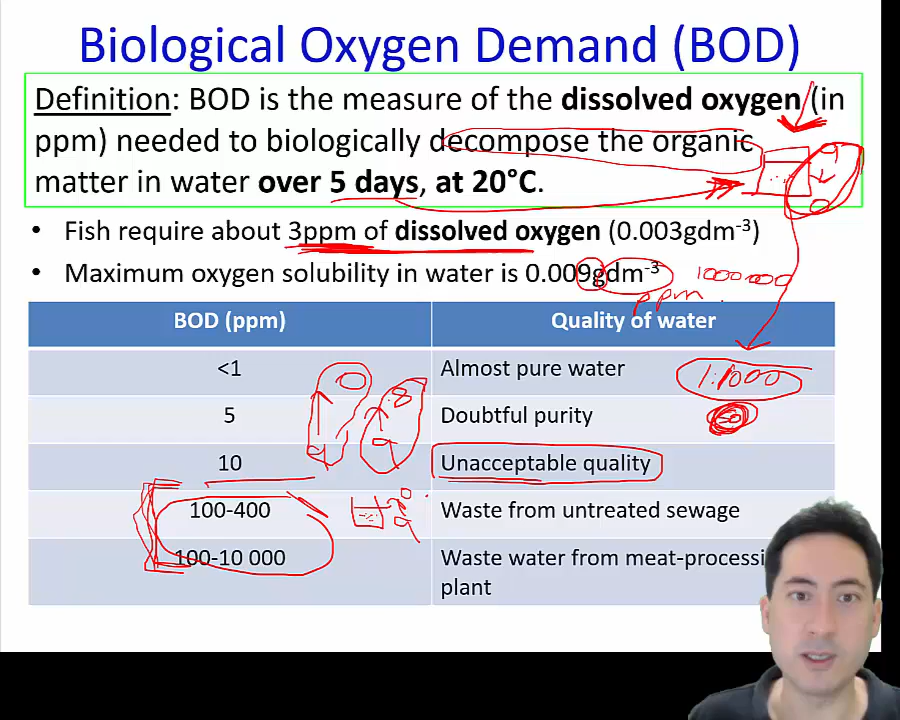 Biological Oxygen Demand (BOD)
Definition: BOD is the measure of the dissolved oxygen (in
ppm) needed to biologically decompose the organic
matter in water over 5 days, at 20°C.
• Fish require about 3ppm of dissolved oxygen (0.003gdm⁻³)
• Maximum oxygen solubility in water is 0.009gdm⁻³
1000000
ppm
BOD (ppm) Quality of water
<1 Almost pure water
1:1000
5 Doubtful purity
10 Unacceptable quality
100-400 Waste from untreated sewage
100-10 000 Waste water from meat-processi
plant